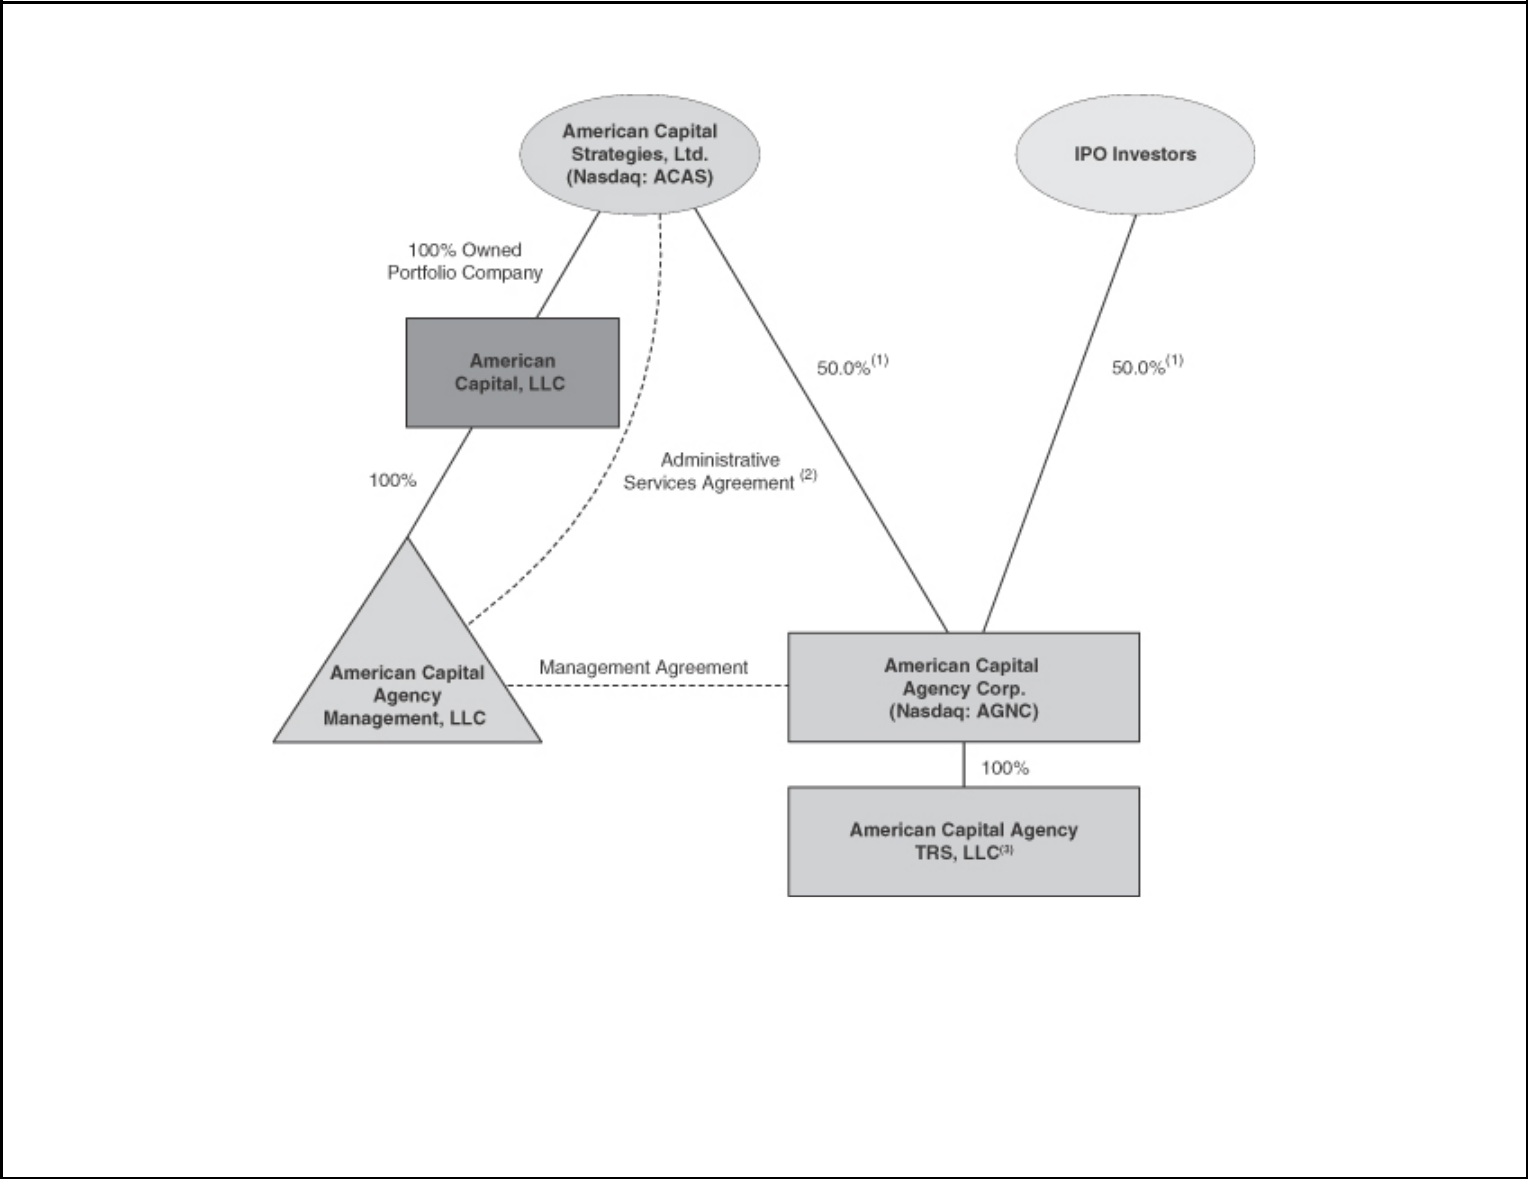 American Capital
Strategies, Ltd.
(Nasdaq: ACAS)
IPO Investors
100% Owned
Portfolio Company
American
Capital, LLC
50.0%(1)
50.0%(1)
Administrative
Services Agreement (2)
100%
American Capital
Agency
Management, LLC
Management Agreement
American Capital
Agency Corp.
(Nasdaq: AGNC)
100%
American Capital Agency
TRS, LLC(3)